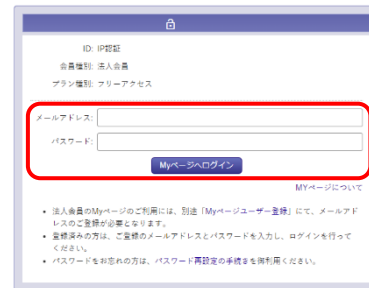 ID: IP認証
会員種別: 法人会員
プラン種別: フリーアクセス
メールアドレス:
パスワード:
Myページへログイン
MYページについて
• 法人会員のMyページのご利用には、別途「Myページユーザー登録」にて、メールアド
レスのご登録が必要となります。
• 登録済みの方は、ご登録のメールアドレスとパスワードを入力し、ログインを行って
ください。
• パスワードをお忘れの方は、パスワード再設定の手続きを御利用ください。